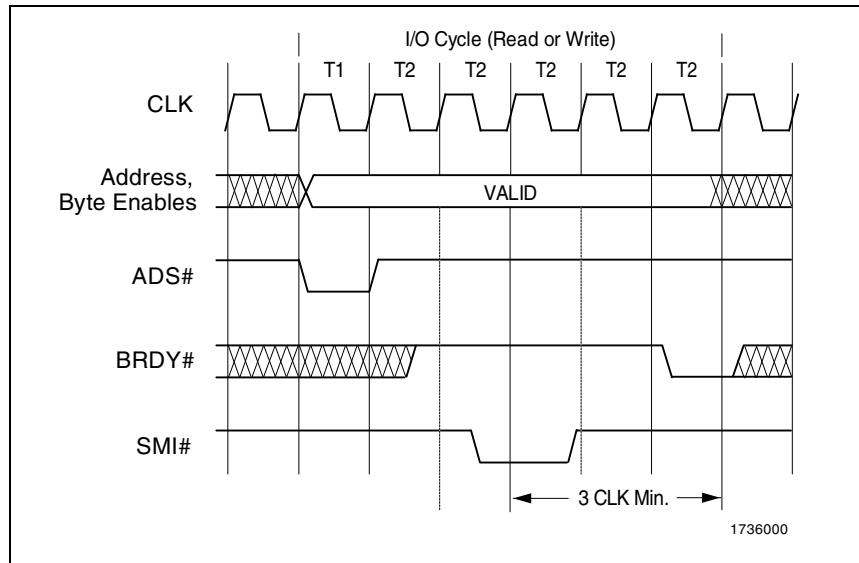 I/O Cycle (Read or Write)
T1 T2 T2 T2 T2 T2
CLK
Address,
Byte Enables
VALID
ADS#
BRDY#
SMI#
3 CLK Min.
1736000